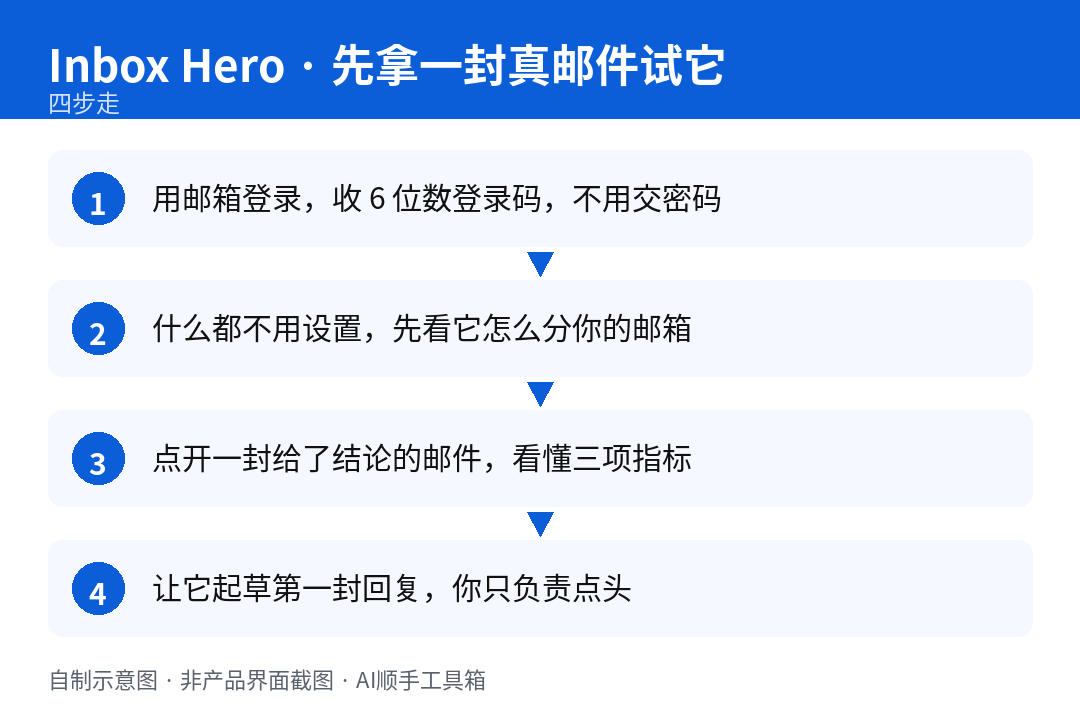 Inbox Hero · 先拿一封真邮件试它
四步走
1 用邮箱登录，收 6 位数登录码，不用交密码
2 什么都不用设置，先看它怎么分你的邮箱
3 点开一封给了结论的邮件，看懂三项指标
4 让它起草第一封回复，你只负责点头
自制示意图 · 非产品界面截图 · AI顺手工具箱